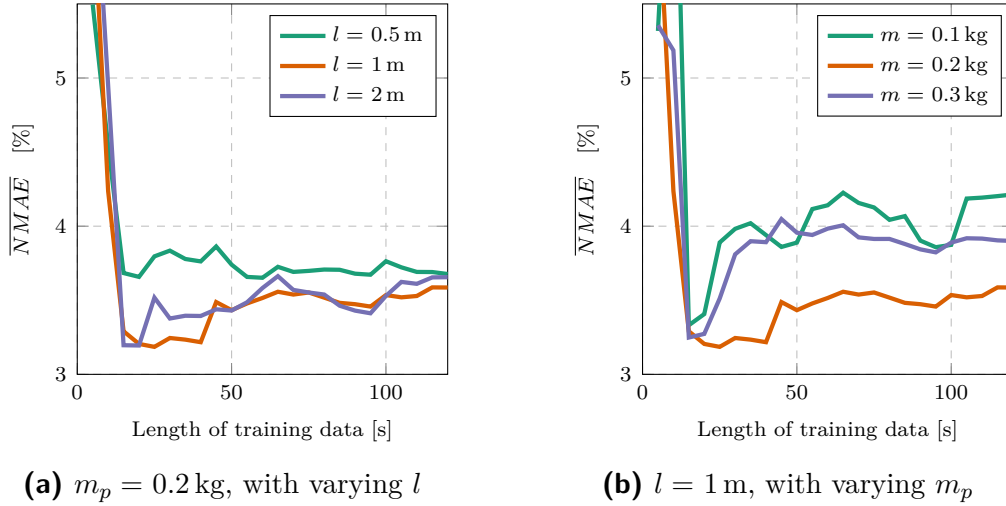 l = 0.5 m
l = 1 m
l = 2 m
5
4
3
0
50
100
NMAE [%]
Length of training data [s]
(a) m_p = 0.2 kg, with varying l
m = 0.1 kg
m = 0.2 kg
m = 0.3 kg
5
4
3
0
50
100
NMAE [%]
Length of training data [s]
(b) l = 1 m, with varying m_p